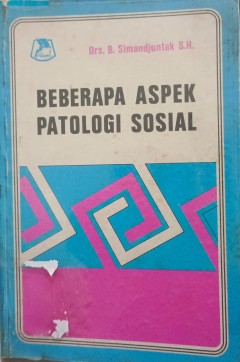 Drs. B. Simandjuntak S.H.
BEBERAPA ASPEK
PATOLOGI SOSIAL